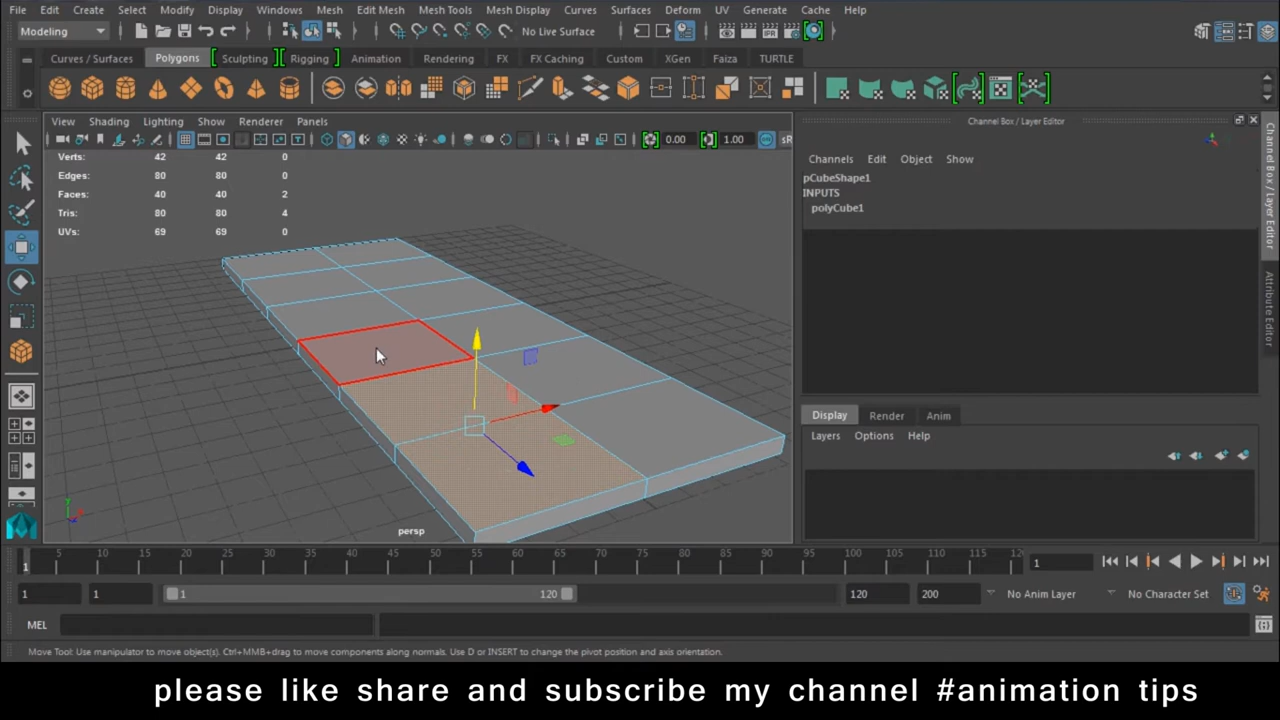 File Edit Create Select Modify Display Windows Mesh Edit Mesh Mesh Tools Mesh Display Curves Surfaces Deform UV Generate Cache Help
Modeling No Live Surface
Curves / Surfaces Polygons Sculpting Rigging Animation Rendering FX FX Caching Custom XGen Faiza TURTLE
View Shading Lighting Show Renderer Panels
0.00 1.00 sR
Channel Box / Layer Editor
Channels Edit Object Show
pCubeShape1
INPUTS
polyCube1
Verts: 42 42 0
Edges: 80 80 0
Faces: 40 40 2
Tris: 80 80 4
UVs: 69 69 0
persp
Channel Box / Layer Editor
Attribute Editor
Display Render Anim
Layers Options Help
5 10 15 20 25 30 35 40 45 50 55 60 65 70 75 80 85 90 95 100 105 110 115
1 1
1 1 1 120 120 200 No Anim Layer No Character Set
MEL
Move Tool: Use manipulator to move object(s). Ctrl+MMB+drag to move components along normals. Use D or INSERT to change the pivot position and axis orientation.
please like share and subscribe my channel #animation tips